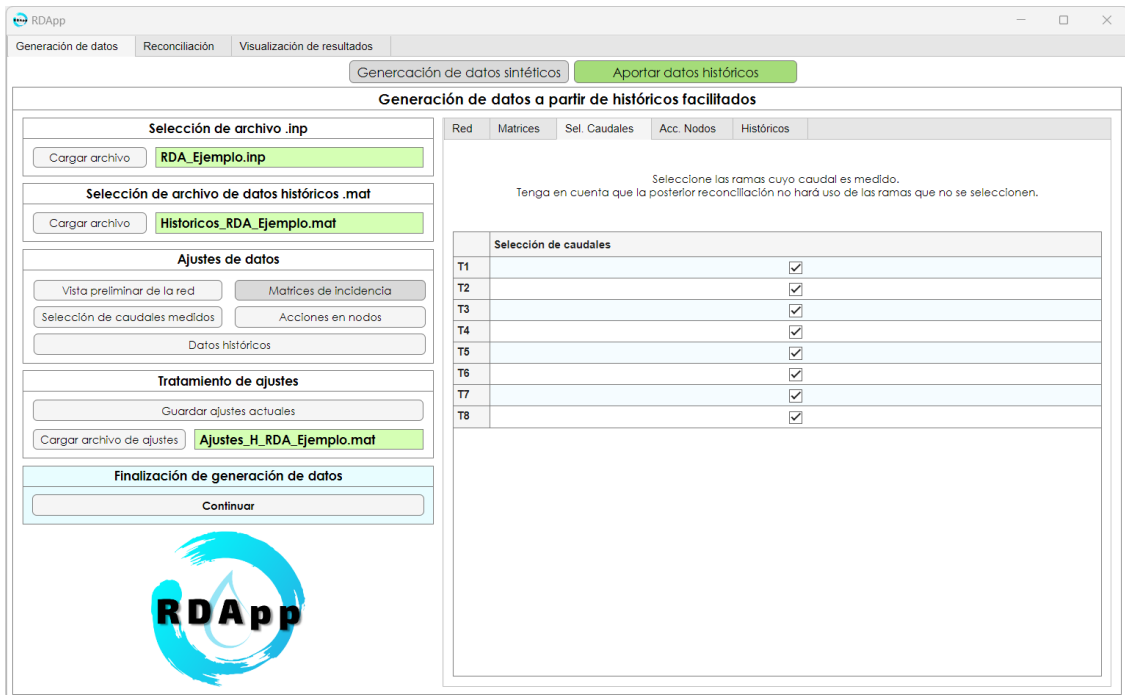 RDApp
Generación de datos Reconciliación Visualización de resultados
Genercación de datos sintéticos Aportar datos históricos
Generación de datos a partir de históricos facilitados
Selección de archivo .inp
Cargar archivo RDA_Ejemplo.inp
Selección de archivo de datos históricos .mat
Cargar archivo Historicos_RDA_Ejemplo.mat
Ajustes de datos
Vista preliminar de la red Matrices de incidencia
Selección de caudales medidos Acciones en nodos
Datos históricos
Tratamiento de ajustes
Guardar ajustes actuales
Cargar archivo de ajustes Ajustes_H_RDA_Ejemplo.mat
Finalización de generación de datos
Continuar
RDApp
Red Matrices Sel. Caudales Acc. Nodos Históricos
Seleccione las ramas cuyo caudal es medido.
Tenga en cuenta que la posterior reconciliación no hará uso de las ramas que no se seleccionen.
Selección de caudales
T1
T2
T3
T4
T5
T6
T7
T8